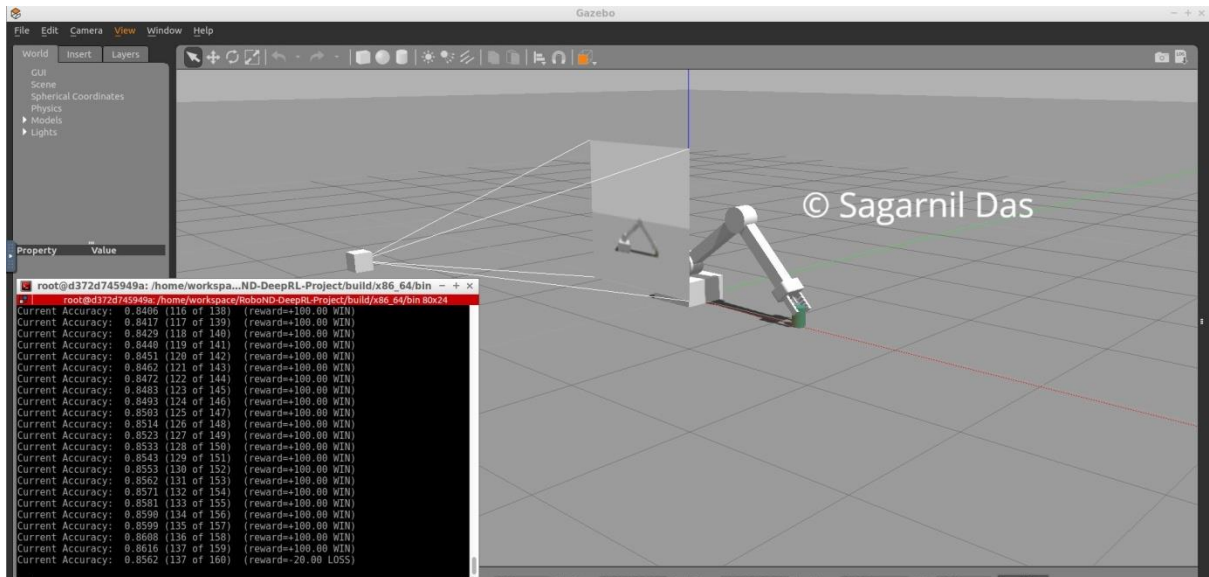 Gazebo
File Edit Camera View Window Help
World Insert Layers
GUI
Scene
Spherical Coordinates
Physics
Models
Lights
© Sagarnil Das
Property Value
root@d372d745949a: /home/workspa...ND-DeepRL-Project/build/x86_64/bin
root@d372d745949a: /home/workspace/RoboND-DeepRL-Project/build/x86_64/bin 80x24
Current Accuracy: 0.8406 (116 of 138) (reward=+100.00 WIN)
Current Accuracy: 0.8417 (117 of 139) (reward=+100.00 WIN)
Current Accuracy: 0.8429 (118 of 140) (reward=+100.00 WIN)
Current Accuracy: 0.8440 (119 of 141) (reward=+100.00 WIN)
Current Accuracy: 0.8451 (120 of 142) (reward=+100.00 WIN)
Current Accuracy: 0.8462 (121 of 143) (reward=+100.00 WIN)
Current Accuracy: 0.8472 (122 of 144) (reward=+100.00 WIN)
Current Accuracy: 0.8483 (123 of 145) (reward=+100.00 WIN)
Current Accuracy: 0.8493 (124 of 146) (reward=+100.00 WIN)
Current Accuracy: 0.8503 (125 of 147) (reward=+100.00 WIN)
Current Accuracy: 0.8514 (126 of 148) (reward=+100.00 WIN)
Current Accuracy: 0.8523 (127 of 149) (reward=+100.00 WIN)
Current Accuracy: 0.8533 (128 of 150) (reward=+100.00 WIN)
Current Accuracy: 0.8543 (129 of 151) (reward=+100.00 WIN)
Current Accuracy: 0.8553 (130 of 152) (reward=+100.00 WIN)
Current Accuracy: 0.8562 (131 of 153) (reward=+100.00 WIN)
Current Accuracy: 0.8571 (132 of 154) (reward=+100.00 WIN)
Current Accuracy: 0.8581 (133 of 155) (reward=+100.00 WIN)
Current Accuracy: 0.8590 (134 of 156) (reward=+100.00 WIN)
Current Accuracy: 0.8599 (135 of 157) (reward=+100.00 WIN)
Current Accuracy: 0.8608 (136 of 158) (reward=+100.00 WIN)
Current Accuracy: 0.8616 (137 of 159) (reward=+100.00 WIN)
Current Accuracy: 0.8562 (137 of 160) (reward=-20.00 LOSS)